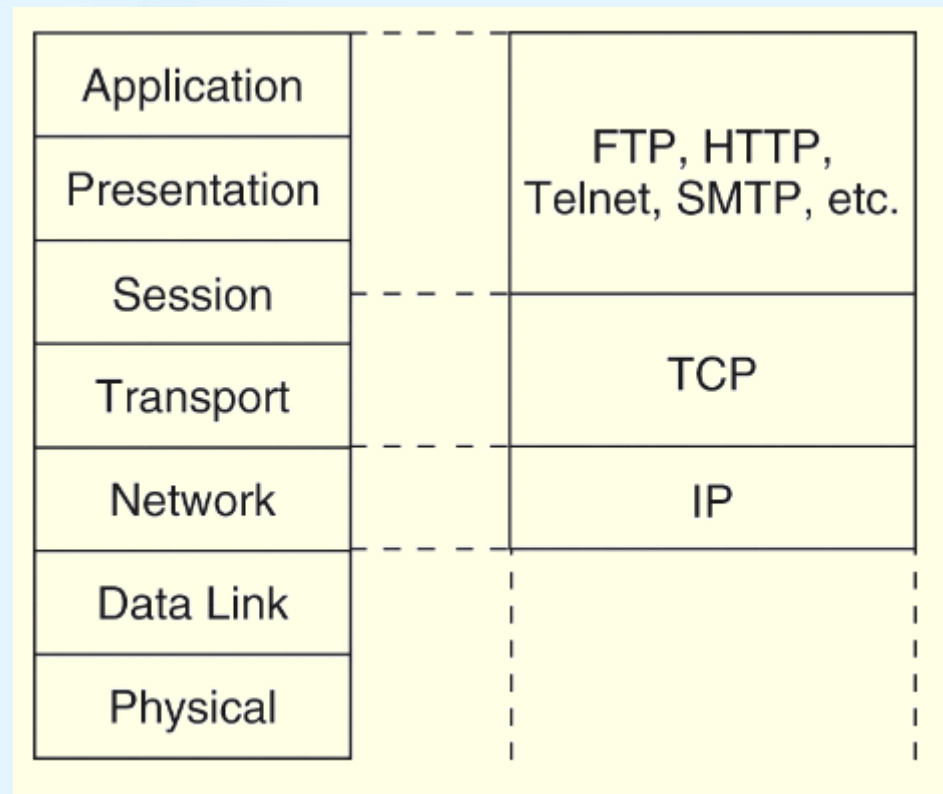 Application
Presentation
Session
Transport
Network
Data Link
Physical
FTP, HTTP,
Telnet, SMTP, etc.
TCP
IP